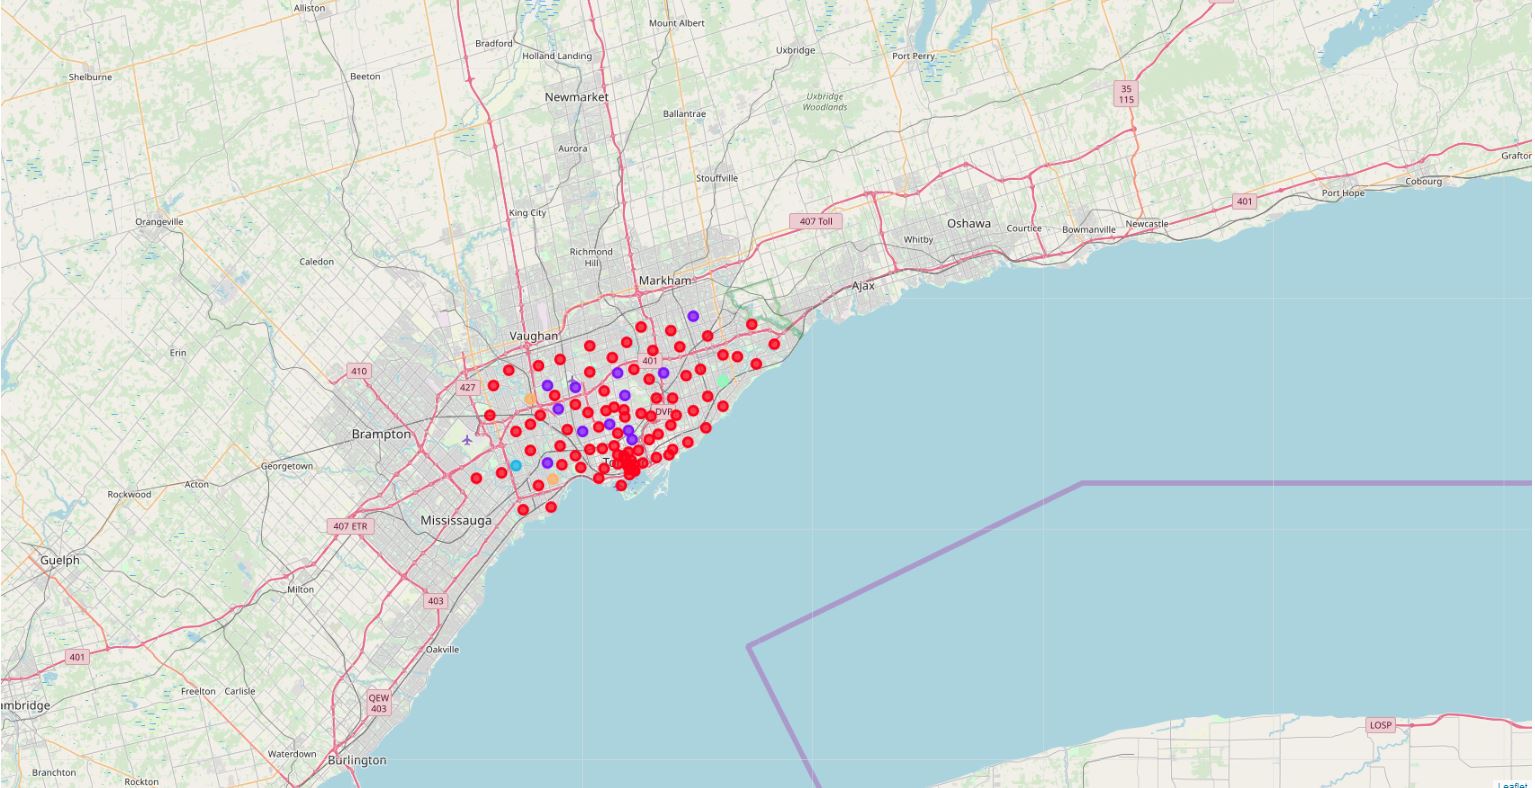 Alliston
Mount Albert
Bradford
Holland Landing
Uxbridge
Port Perry
Shelburne
Beeton
35
115
Newmarket
Uxbridge
Woodlands
Ballantrae
Aurora
Grafton
Stouffville
Cobourg
Port Hope
401
King City
Orangeville
407 Toll
Oshawa
Newcastle
Courtice
Bowmanville
Whitby
Richmond
Hill
Caledon
Markham
Ajax
Vaughan
Erin
401
410
427
DVP
Brampton
Georgetown
To
Acton
Rockwood
Mississauga
407 ETR
Guelph
Milton
403
Oakville
401
Freelton
Carlisle
QEW
403
ambridge
LOSP
Waterdown
Burlington
Branchton
Rockton
Leaflet